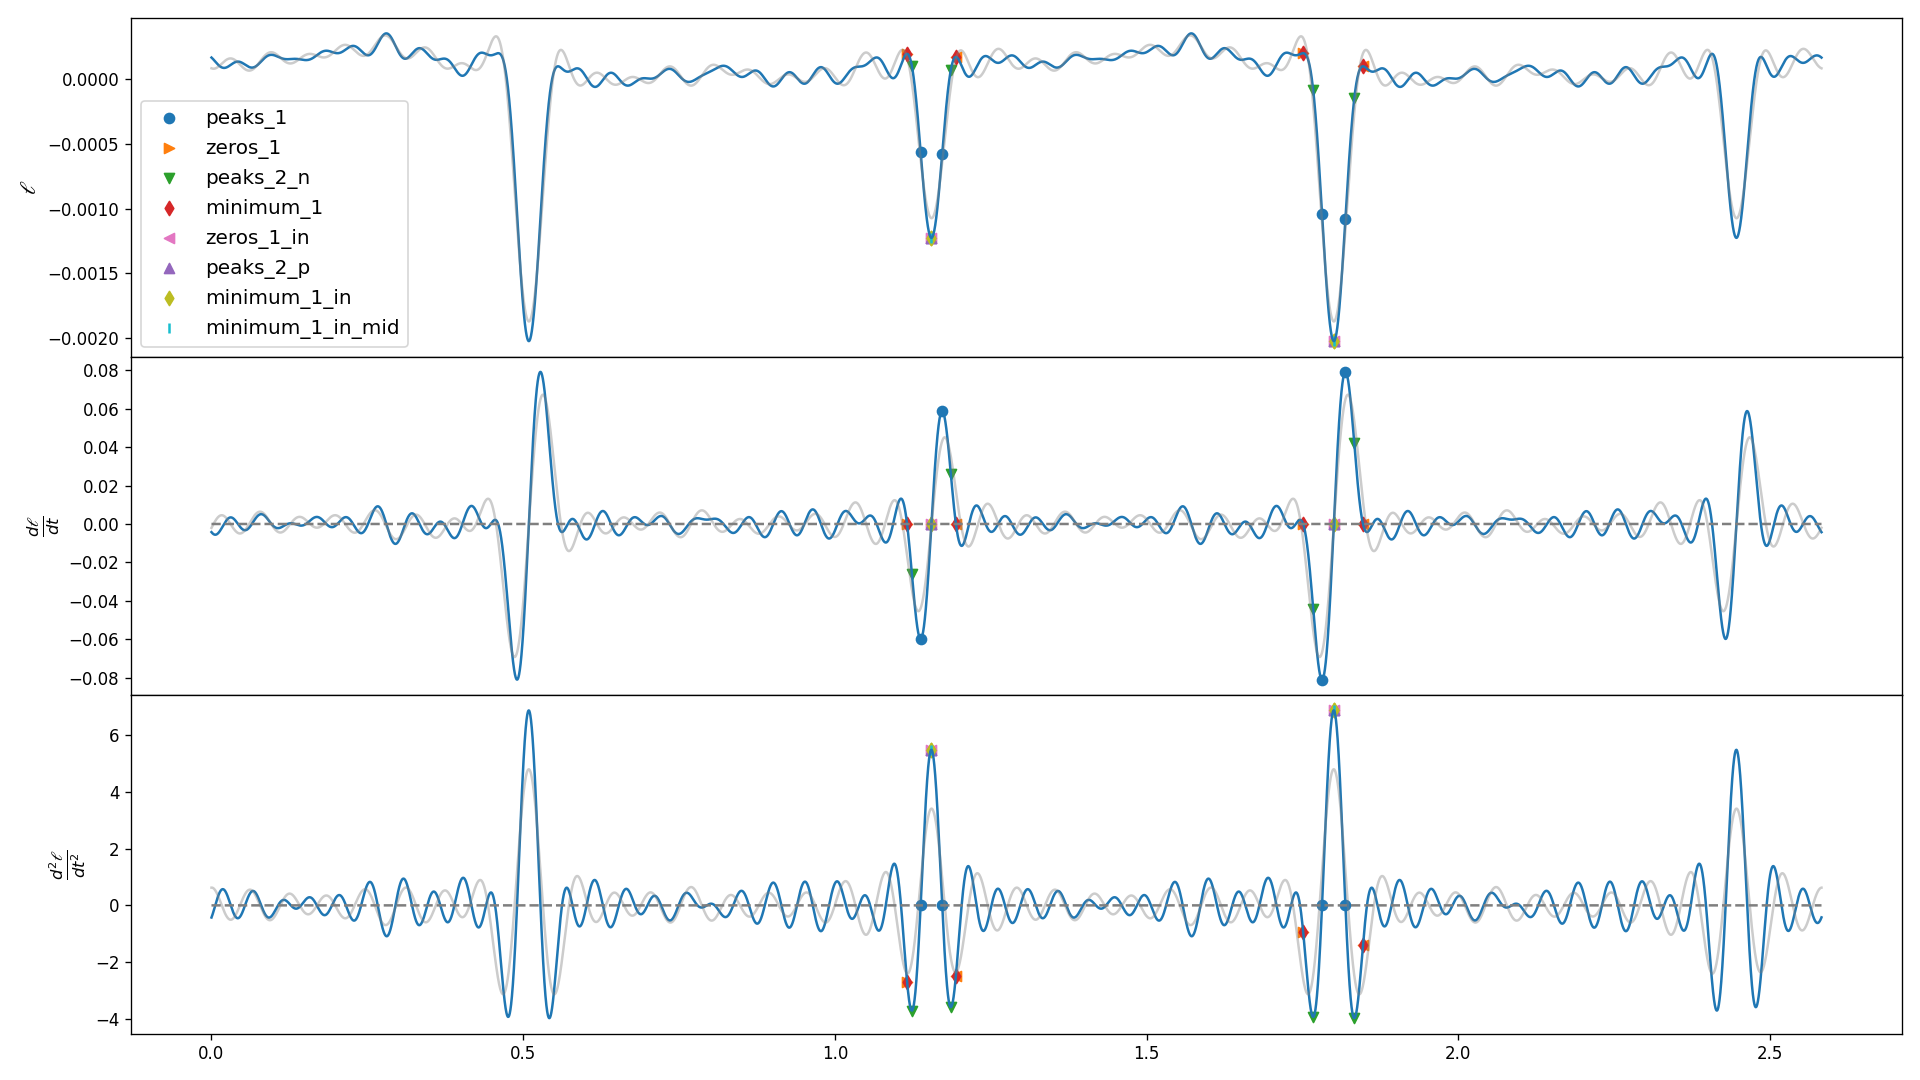 0.0000
−0.0005
−0.0010
−0.0015
−0.0020
ℓ
peaks_1
zeros_1
peaks_2_n
minimum_1
zeros_1_in
peaks_2_p
minimum_1_in
minimum_1_in_mid
0.08
0.06
0.04
0.02
0.00
−0.02
−0.04
−0.06
−0.08
dℓ/dt
6
4
2
0
−2
−4
d²ℓ/dt²
0.0 0.5 1.0 1.5 2.0 2.5